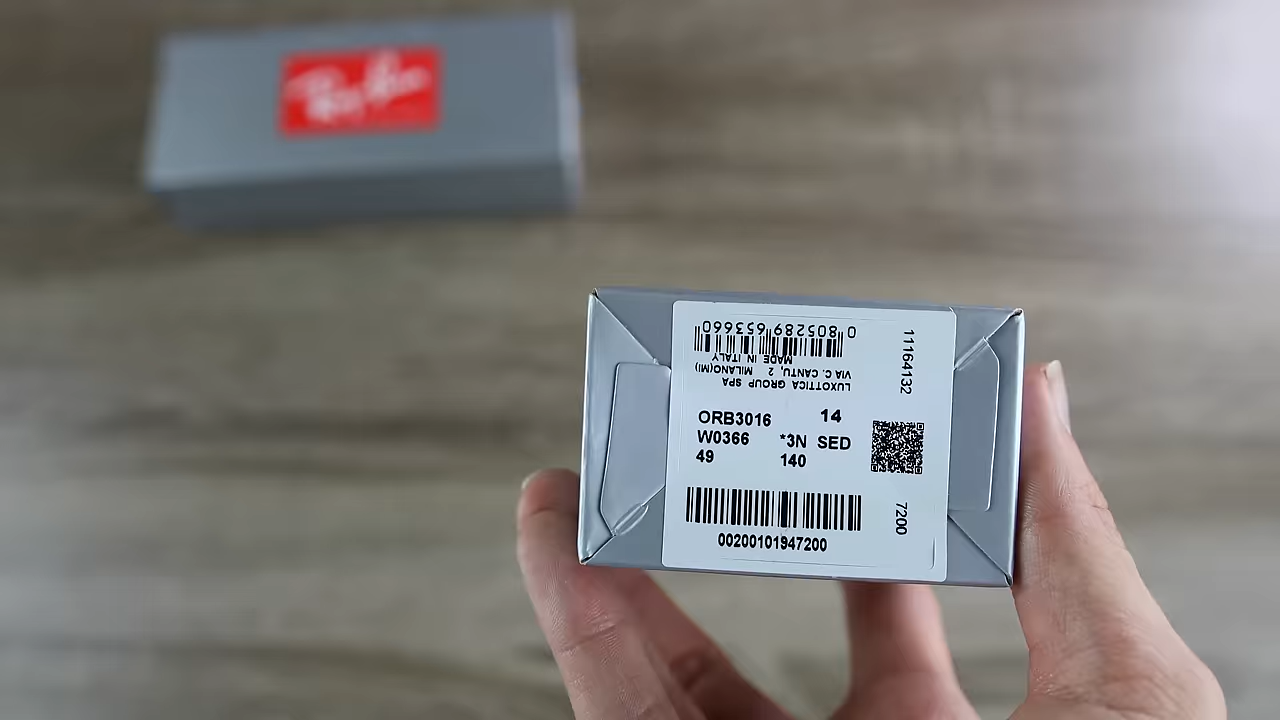 Ray-Ban
0 805289 653660
MADE IN ITALY
VIA C. CANTU, 2 MILANO(MI)
LUXOTTICA GROUP SPA
11164132
ORB3016 14
W0366 *3N SED
49 140
7200
00200101947200